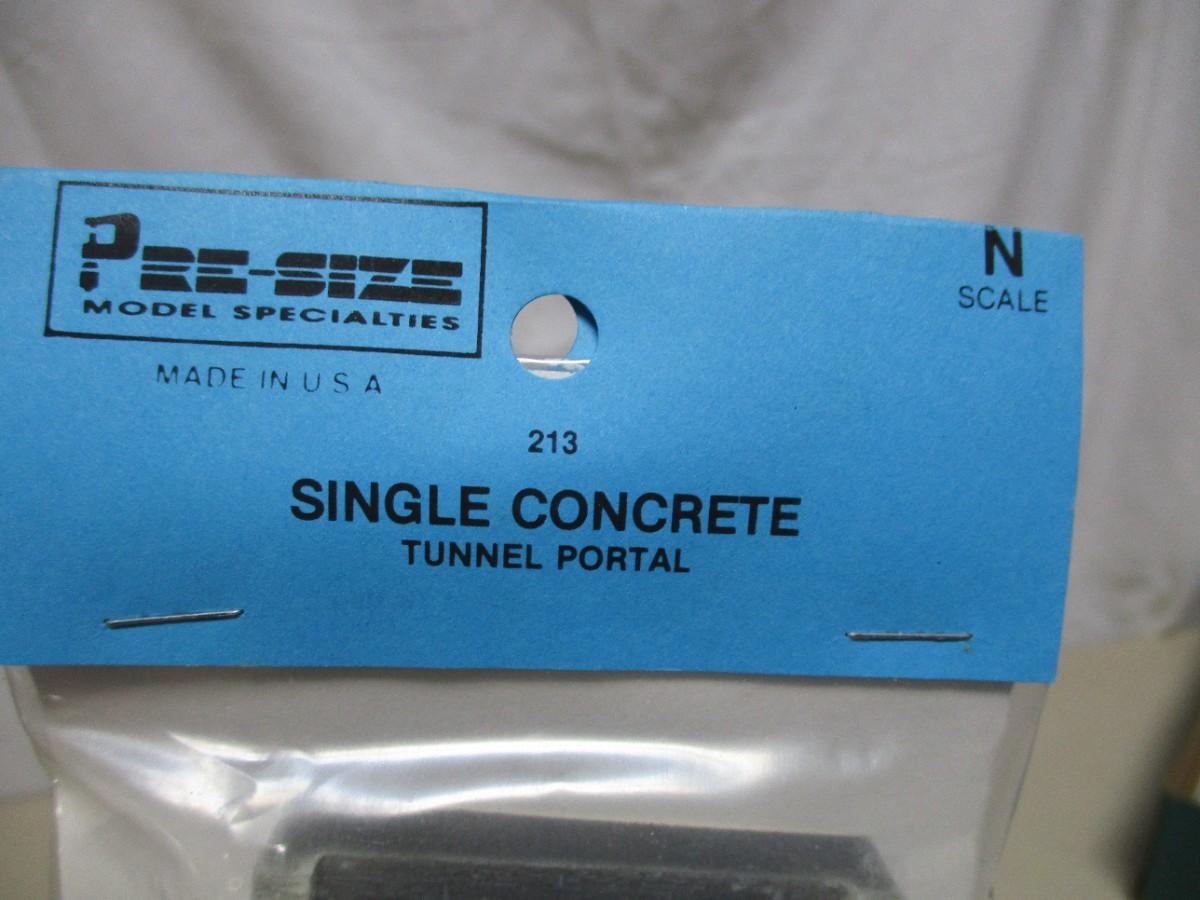 PRE-SIZE
MODEL SPECIALTIES
MADE IN U S A
N
SCALE
213
SINGLE CONCRETE
TUNNEL PORTAL